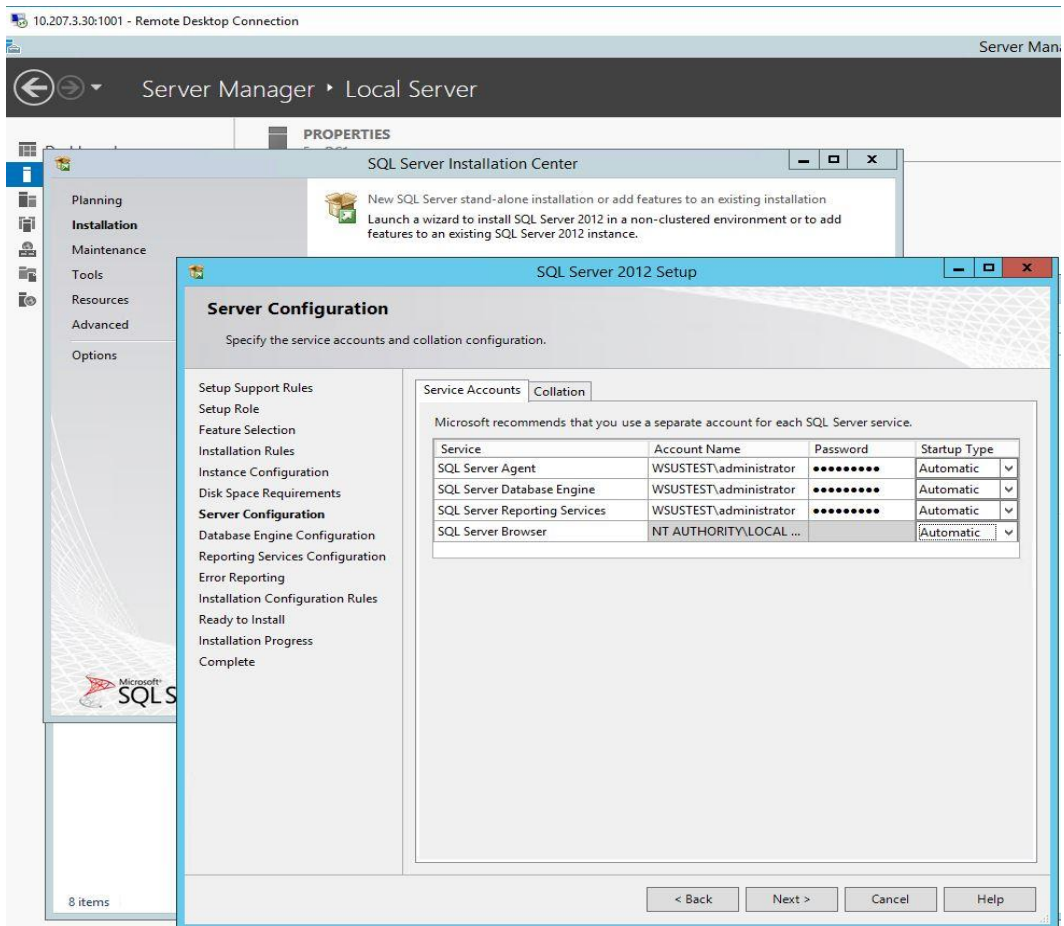 10.207.3.30:1001 - Remote Desktop Connection
Server Mana
Server Manager • Local Server
PROPERTIES
SQL Server Installation Center
Planning
Installation
Maintenance
Tools
Resources
Advanced
Options
New SQL Server stand-alone installation or add features to an existing installation
Launch a wizard to install SQL Server 2012 in a non-clustered environment or to add
features to an existing SQL Server 2012 instance.
SQL Server 2012 Setup
Server Configuration
Specify the service accounts and collation configuration.
Setup Support Rules
Setup Role
Feature Selection
Installation Rules
Instance Configuration
Disk Space Requirements
Server Configuration
Database Engine Configuration
Reporting Services Configuration
Error Reporting
Installation Configuration Rules
Ready to Install
Installation Progress
Complete
Service Accounts Collation
Microsoft recommends that you use a separate account for each SQL Server service.
Service Account Name Password Startup Type
SQL Server Agent WSUSTEST\administrator ●●●●●●●●● Automatic
SQL Server Database Engine WSUSTEST\administrator ●●●●●●●●● Automatic
SQL Server Reporting Services WSUSTEST\administrator ●●●●●●●●● Automatic
SQL Server Browser NT AUTHORITY\LOCAL ... Automatic
Microsoft
SQL S
8 items
< Back Next > Cancel Help